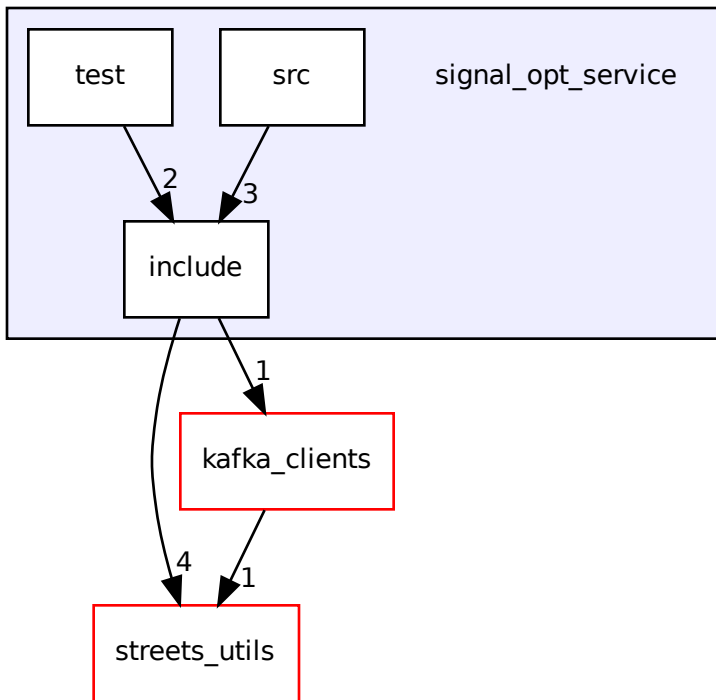 test
src
signal_opt_service
2
3
include
1
kafka_clients
4
1
streets_utils